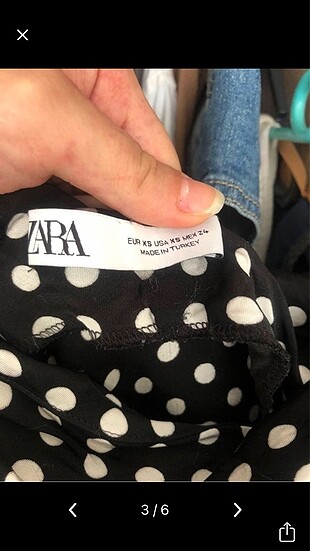 ZARA
EUR XS USA XS MEX 24
MADE IN TURKEY
3/6